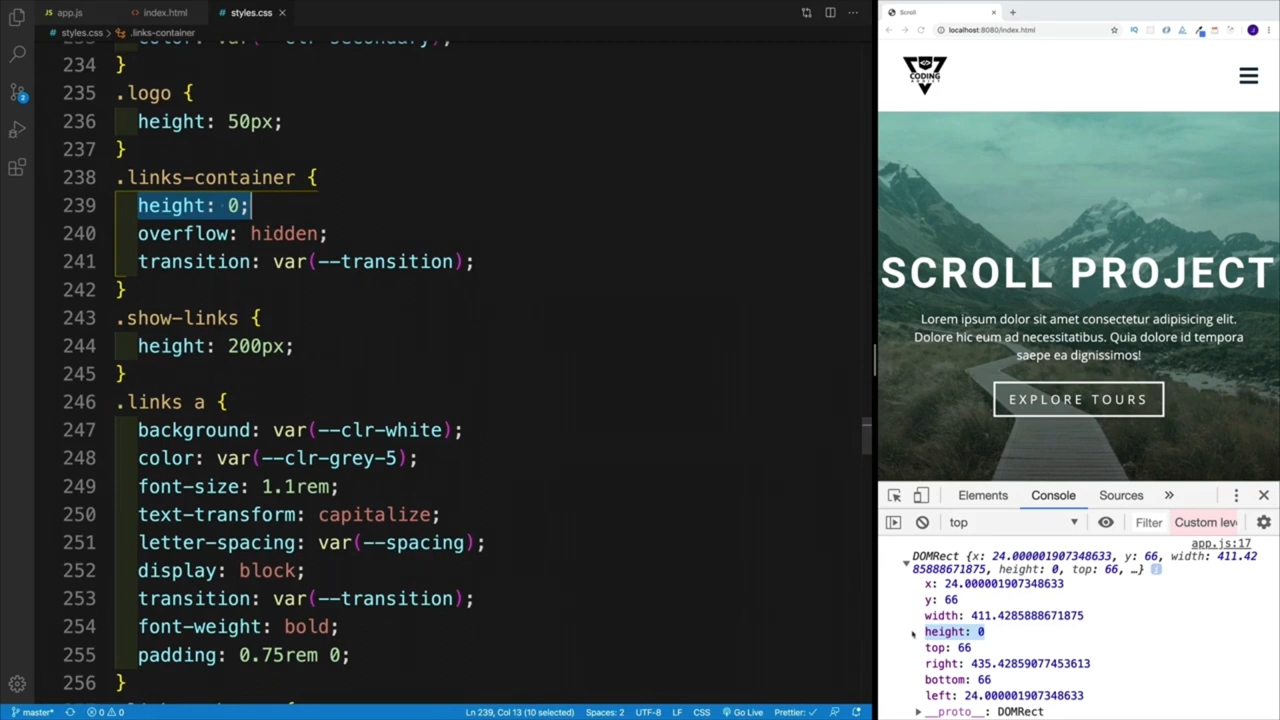 app.js
index.html
styles.css
styles.css > .links-container
234 }
235 .logo {
236 height: 50px;
237 }
238 .links-container {
239 height: 0;
240 overflow: hidden;
241 transition: var(--transition);
242 }
243 .show-links {
244 height: 200px;
245 }
246 .links a {
247 background: var(--clr-white);
248 color: var(--clr-grey-5);
249 font-size: 1.1rem;
250 text-transform: capitalize;
251 letter-spacing: var(--spacing);
252 display: block;
253 transition: var(--transition);
254 font-weight: bold;
255 padding: 0.75rem 0;
256 }
master*
0 0
Ln 239, Col 13 (10 selected)
Spaces: 2
UTF-8
LF
CSS
Go Live
Prettier: ✓
Scroll
localhost:8080/index.html
CODING
ADDICT
SCROLL PROJECT
Lorem ipsum dolor sit amet consectetur adipisicing elit.
Dolore hic eum ad necessitatibus. Quia dolore id tempora
saepe ea dignissimos!
EXPLORE TOURS
Elements
Console
Sources
»
top
Filter
Custom leve
app.js:17
DOMRect {x: 24.000001907348633, y: 66, width: 411.42
85888671875, height: 0, top: 66, …}
x: 24.000001907348633
y: 66
width: 411.4285888671875
height: 0
top: 66
right: 435.42859077453613
bottom: 66
left: 24.000001907348633
__proto__: DOMRect